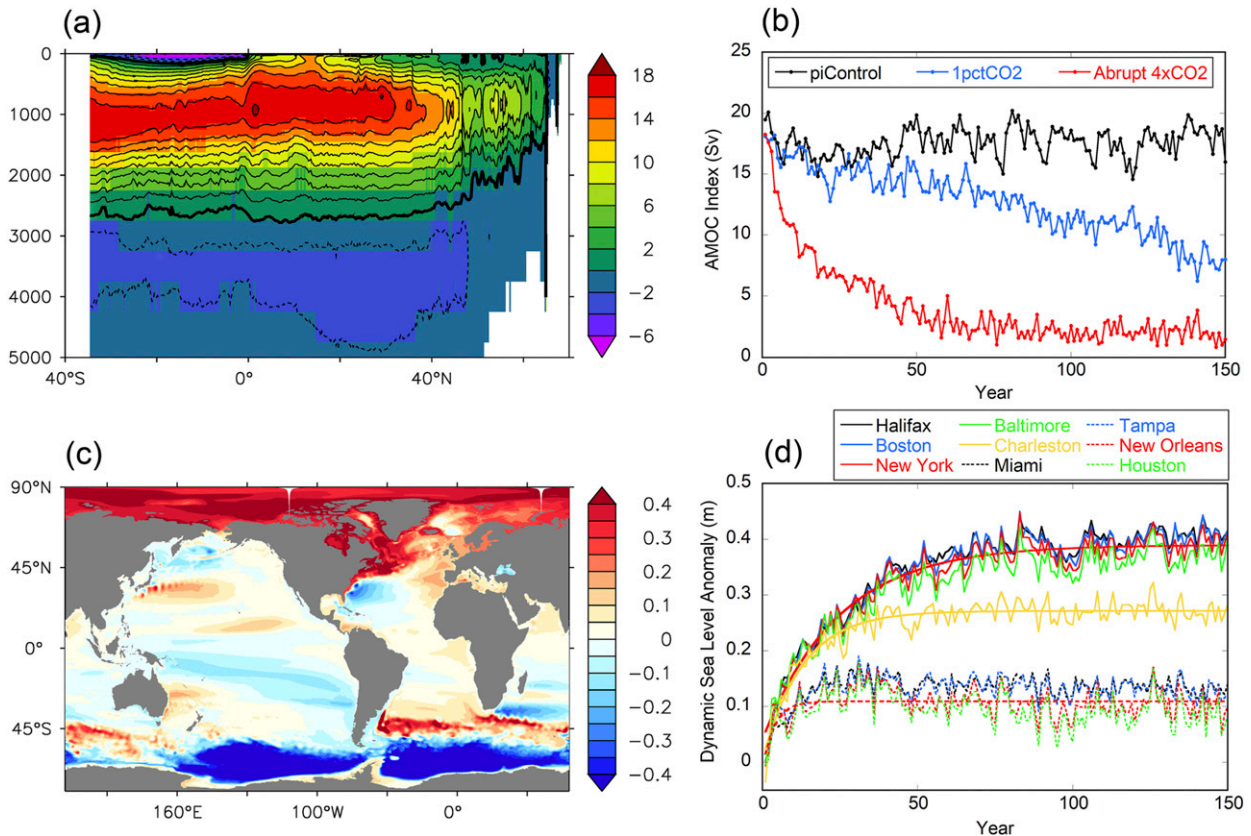 (a)
0
1000
2000
3000
4000
5000
40°S
0°
40°N
18
14
10
6
2
−2
−6
(b)
piControl
1pctCO2
Abrupt 4xCO2
25
20
15
10
5
0
AMOC Index (Sv)
0
50
100
150
Year
(c)
90°N
45°N
0°
45°S
160°E
100°W
0°
0.4
0.3
0.2
0.1
0
−0.1
−0.2
−0.3
−0.4
Halifax
Baltimore
Tampa
Boston
Charleston
New Orleans
New York
Miami
Houston
(d)
0.5
0.4
0.3
0.2
0.1
0
Dynamic Sea Level Anomaly (m)
0
50
100
150
Year